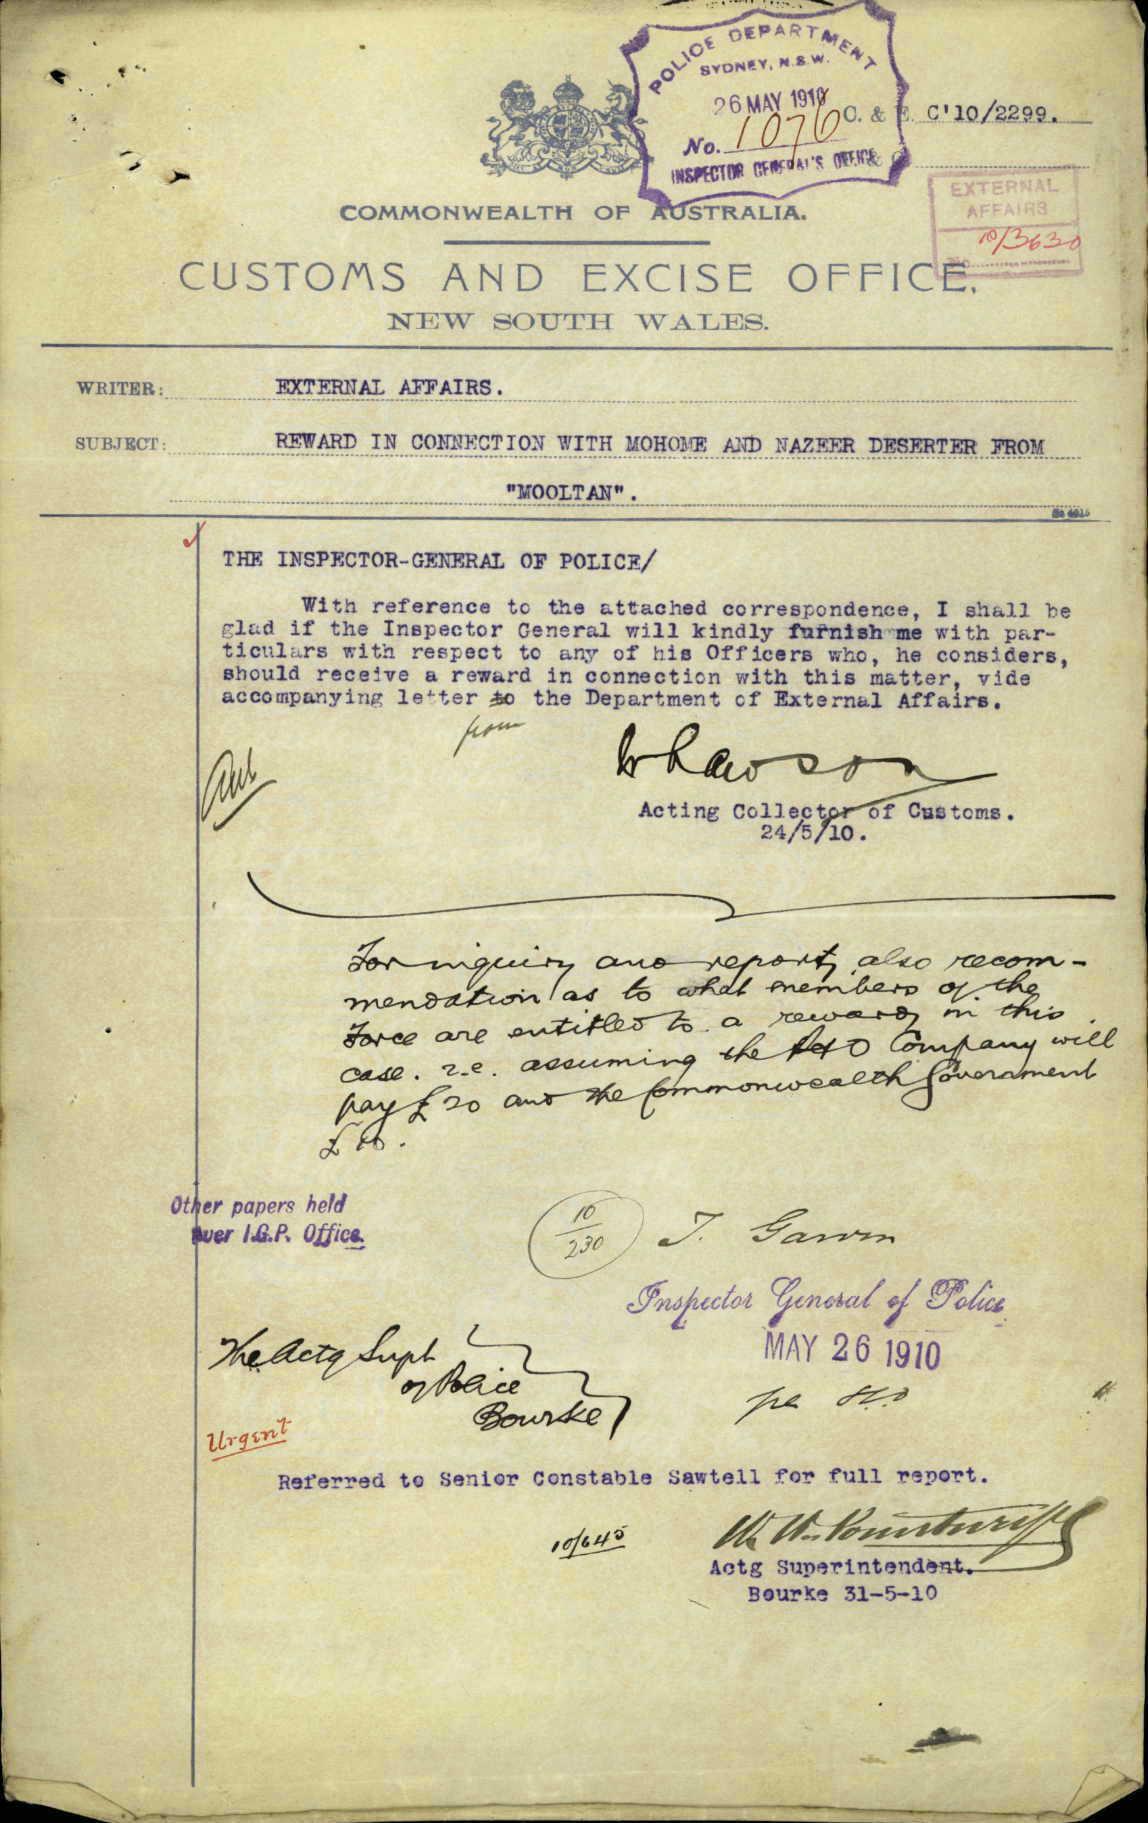 POLICE DEPARTMENT
SYDNEY, N.S.W.
26 MAY 1910
No. 1076
INSPECTOR GENERAL'S OFFICE
C. & E. C'10/2299.
EXTERNAL
AFFAIRS
10/3630
COMMONWEALTH OF AUSTRALIA.
CUSTOMS AND EXCISE OFFICE.
NEW SOUTH WALES.
WRITER: EXTERNAL AFFAIRS.
SUBJECT: REWARD IN CONNECTION WITH MOHOME AND NAZEER DESERTER FROM
"MOOLTAN".
THE INSPECTOR-GENERAL OF POLICE/
With reference to the attached correspondence, I shall be
glad if the Inspector General will kindly furnish me with par-
ticulars with respect to any of his Officers who, he considers,
should receive a reward in connection with this matter, vide
accompanying letter to the Department of External Affairs.
from
Acting Collector of Customs.
24/5/10.
For inquiry and report, also recom-
mendation as to what members of the
Force are entitled to a reward in this
case. i.e. assuming the P&O Company will
pay £20 and the Commonwealth Government
£10.
Other papers held
over I.G.P. Office.
10
230
T. Garvin
Inspector General of Police
MAY 26 1910
The Actg Supt
of Police
Bourke
Urgent
Referred to Senior Constable Sawtell for full report.
10/645
Actg Superintendent.
Bourke 31-5-10